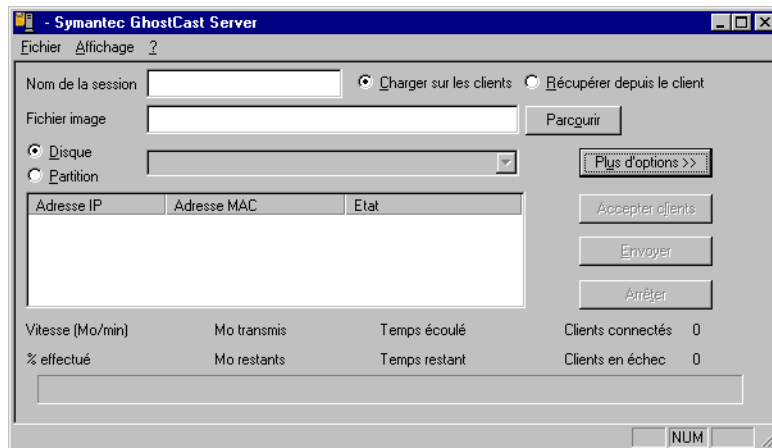 - Symantec GhostCast Server
Fichier Affichage ?
Nom de la session Charger sur les clients Récupérer depuis le client
Fichier image Parcourir
Disque
Partition
Plus d'options >>
Adresse IP Adresse MAC Etat
Accepter clients
Envoyer
Arrêter
Vitesse (Mo/min) Mo transmis Temps écoulé Clients connectés 0
% effectué Mo restants Temps restant Clients en échec 0
NUM